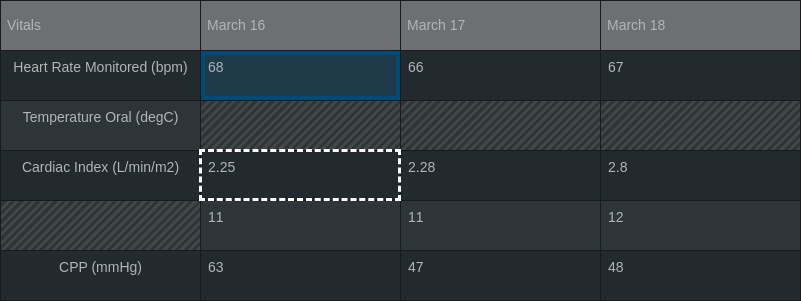 Vitals March 16 March 17 March 18
Heart Rate Monitored (bpm) 68 66 67
Temperature Oral (degC)
Cardiac Index (L/min/m2) 2.25 2.28 2.8
11 11 12
CPP (mmHg) 63 47 48